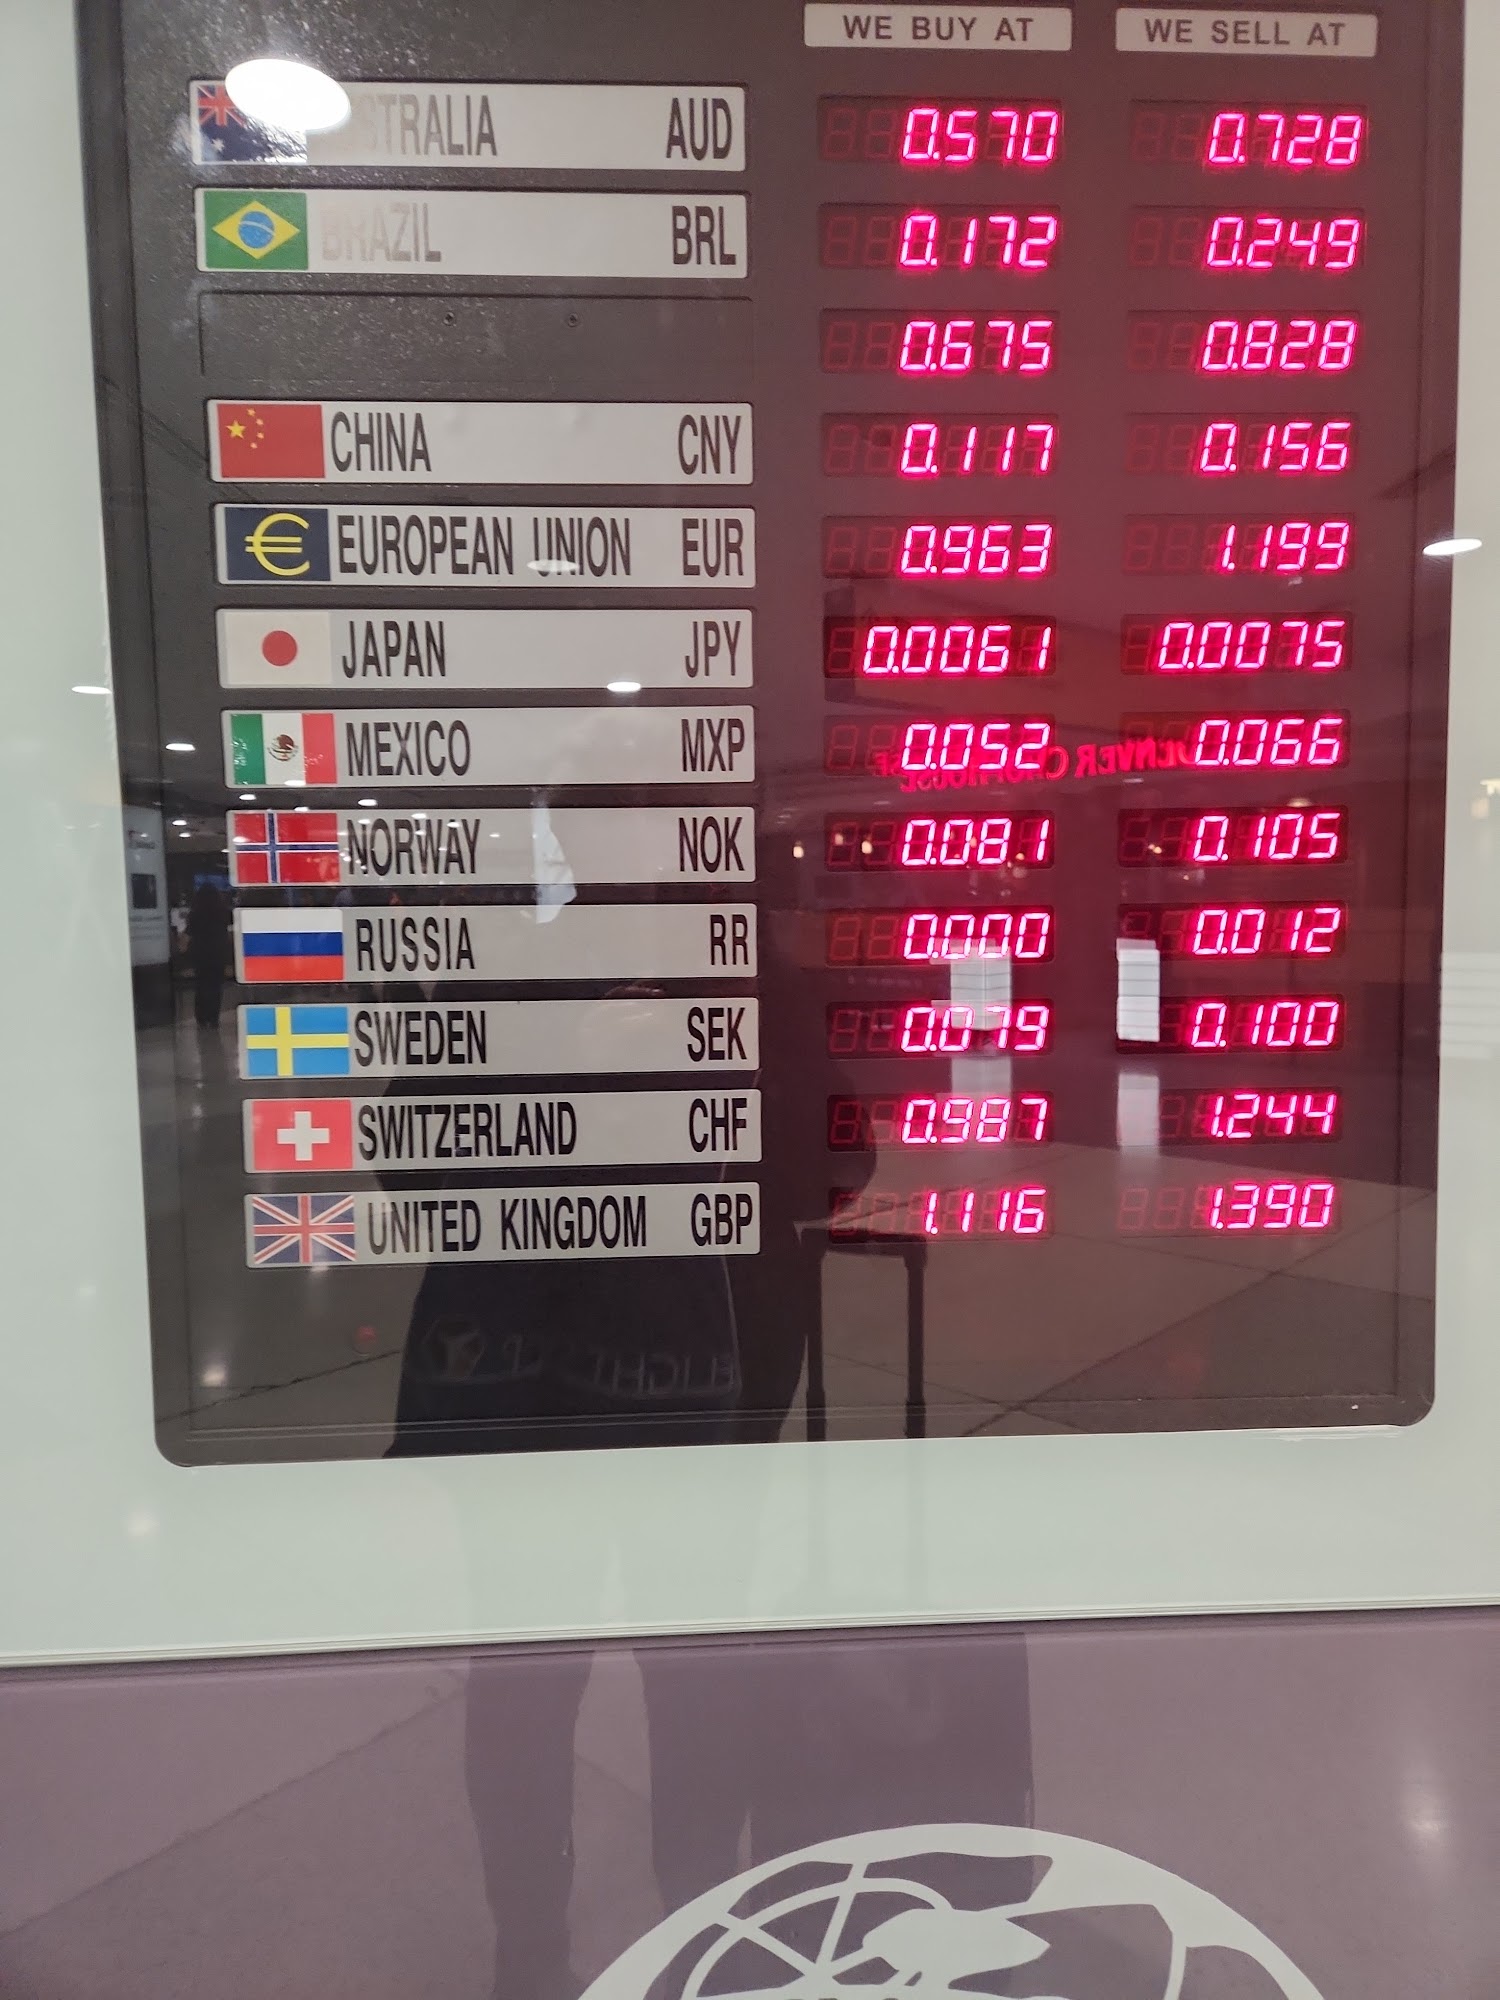 WE BUY AT WE SELL AT
STRALIA AUD 0.570 0.728
BRAZIL BRL 0.172 0.249
0.675 0.828
CHINA CNY 0.117 0.156
EUROPEAN UNION EUR 0.963 1.199
JAPAN JPY 0.0061 0.0075
MEXICO MXP 0.052 0.066
DENVER CHOPHOUSE
NORWAY NOK 0.081 0.105
RUSSIA RR 0.000 0.012
SWEDEN SEK 0.079 0.100
SWITZERLAND CHF 0.987 1.244
UNITED KINGDOM GBP 1.116 1.390